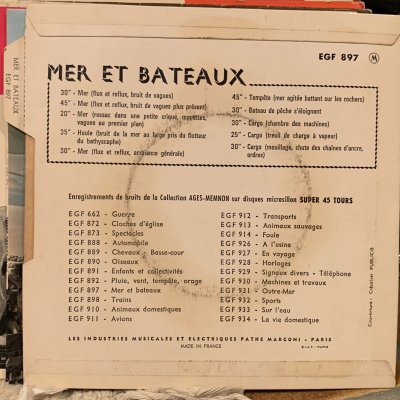 EGF 897 M
MER ET BATEAUX
30" - Mer (flux et reflux, bruit de vagues)
45" - Mer (flux et reflux, bruit de vagues plus présent)
20" - Mer (ressac dans une petite crique, mouettes,
vagues au premier plan)
35" - Houle (bruit de la mer au large pris du flotteur
du bathyscaphe)
30" - Mer (flux et reflux, ambiance générale)
45" - Tempête (mer agitée battant sur les rochers)
30" - Bateau de pêche s'éloignant
30" - Cargo (chambre des machines)
25" - Cargo (treuil de charge à vapeur)
30" - Cargo (mouillage, chute des chaînes d'ancre,
ordres)
Enregistrements de bruits de la Collection AGES-MEMNON sur disques microsillon SUPER 45 TOURS
EGF 662 - Guerre
EGF 872 - Cloches d'église
EGF 873 - Spectacles
EGF 888 - Automobile
EGF 889 - Chevaux - Basse-cour
EGF 890 - Oiseaux
EGF 891 - Enfants et collectivités
EGF 892 - Pluie, vent, tempête, orage
EGF 897 - Mer et bateaux
EGF 898 - Trains
EGF 910 - Animaux domestiques
EGF 911 - Avions
EGF 912 - Transports
EGF 913 - Animaux sauvages
EGF 914 - Foule
EGF 926 - A l'usine
EGF 927 - En voyage
EGF 928 - Horloges
EGF 929 - Signaux divers - Téléphone
EGF 930 - Machines et travaux
EGF 931 - Outre-Mer
EGF 932 - Sports
EGF 933 - Sur l'eau
EGF 934 - La vie domestique
LES INDUSTRIES MUSICALES ET ELECTRIQUES PATHE MARCONI - PARIS
MADE IN FRANCE
Couverture : création PUBLICIS
MER ET BATEAUX
EGF 897